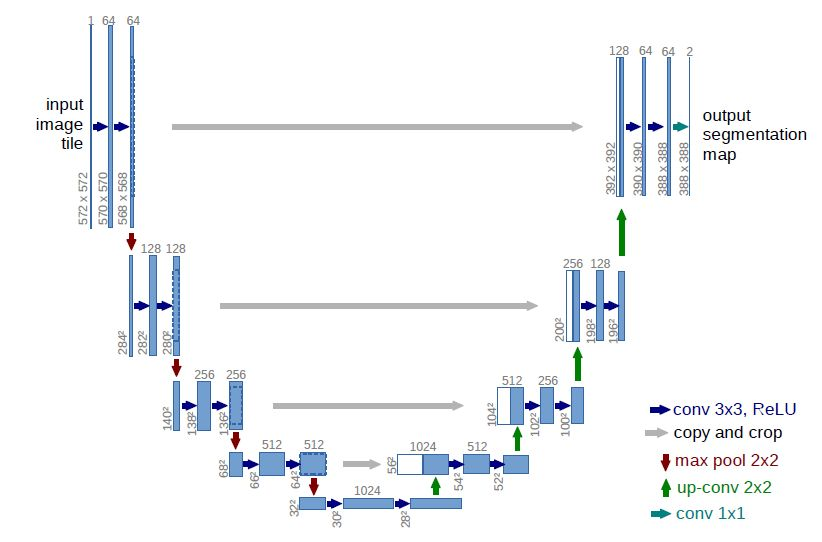 1 64 64
input
image
tile
572 x 572
570 x 570
568 x 568
128 64 64 2
output
segmentation
map
392 x 392
390 x 390
388 x 388
388 x 388
128 128
284²
282²
280²
256 128
200²
198²
196²
256 256
140²
138²
136²
512 256
104²
102²
100²
512 512
68²
66²
64²
1024 512
56²
54²
52²
1024
32²
30²
28²
conv 3x3, ReLU
copy and crop
max pool 2x2
up-conv 2x2
conv 1x1